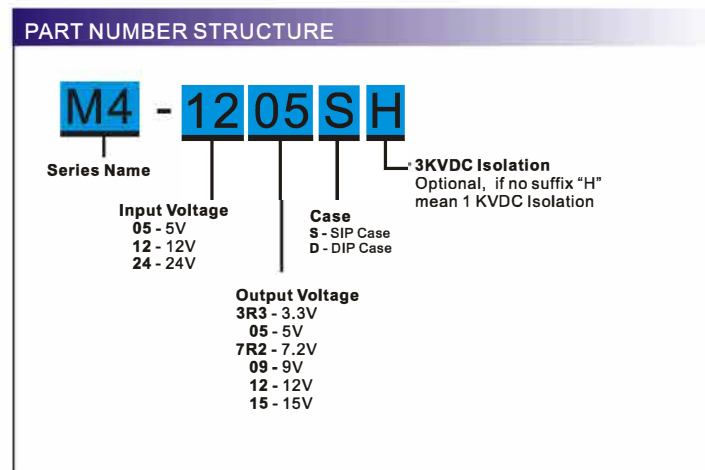 PART NUMBER STRUCTURE
M4 - 12 05 S H
Series Name
3KVDC Isolation
Optional, if no suffix “H”
mean 1 KVDC Isolation
Input Voltage
05 - 5V
12 - 12V
24 - 24V
Case
S - SIP Case
D - DIP Case
Output Voltage
3R3 - 3.3V
05 - 5V
7R2 - 7.2V
09 - 9V
12 - 12V
15 - 15V